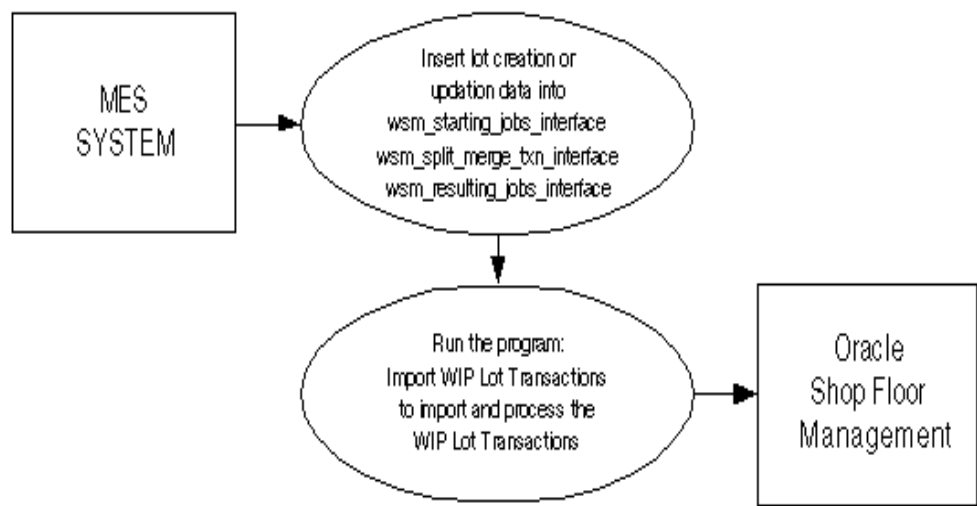 MES
SYSTEM
Insert lot creation or
updation data into
wsm_starting_jobs_interface
wsm_split_merge_txn_interface
wsm_resulting_jobs_interface
Run the program:
Import WIP Lot Transactions
to import and process the
WIP Lot Transactions
Oracle
Shop Floor
Management